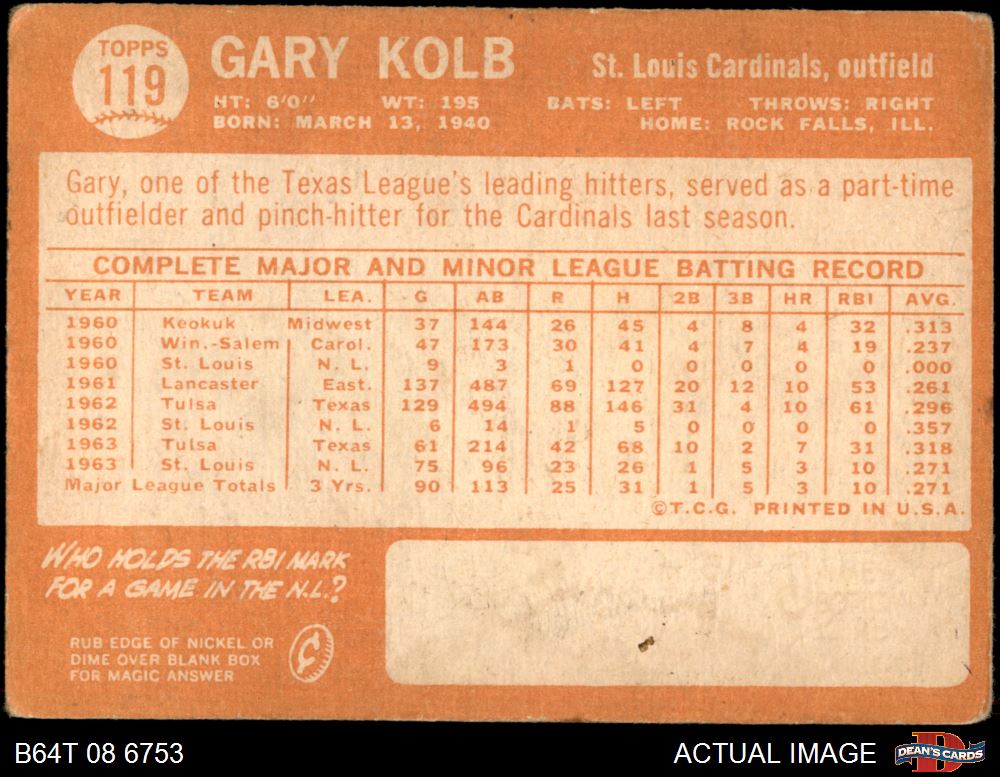 TOPPS
119
GARY KOLB
St. Louis Cardinals, outfield
HT: 6'0'' WT: 195 BATS: LEFT THROWS: RIGHT
BORN: MARCH 13, 1940 HOME: ROCK FALLS, ILL.
Gary, one of the Texas League's leading hitters, served as a part-time
outfielder and pinch-hitter for the Cardinals last season.
COMPLETE MAJOR AND MINOR LEAGUE BATTING RECORD
YEAR TEAM LEA. G AB R H 2B 3B HR RBI AVG.
1960 Keokuk Midwest 37 144 26 45 4 8 4 32 .313
1960 Win.-Salem Carol. 47 173 30 41 4 7 4 19 .237
1960 St. Louis N. L. 9 3 1 0 0 0 0 0 .000
1961 Lancaster East. 137 487 69 127 20 12 10 53 .261
1962 Tulsa Texas 129 494 88 146 31 4 10 61 .296
1962 St. Louis N. L. 6 14 1 5 0 0 0 0 .357
1963 Tulsa Texas 61 214 42 68 10 2 7 31 .318
1963 St. Louis N. L. 75 96 23 26 1 5 3 10 .271
Major League Totals 3 Yrs. 90 113 25 31 1 5 3 10 .271
©T.C.G. PRINTED IN U.S.A.
WHO HOLDS THE RBI MARK
FOR A GAME IN THE N.L.?
RUB EDGE OF NICKEL OR
DIME OVER BLANK BOX
FOR MAGIC ANSWER
¢
B64T 08 6753
ACTUAL IMAGE
DEAN'S CARDS